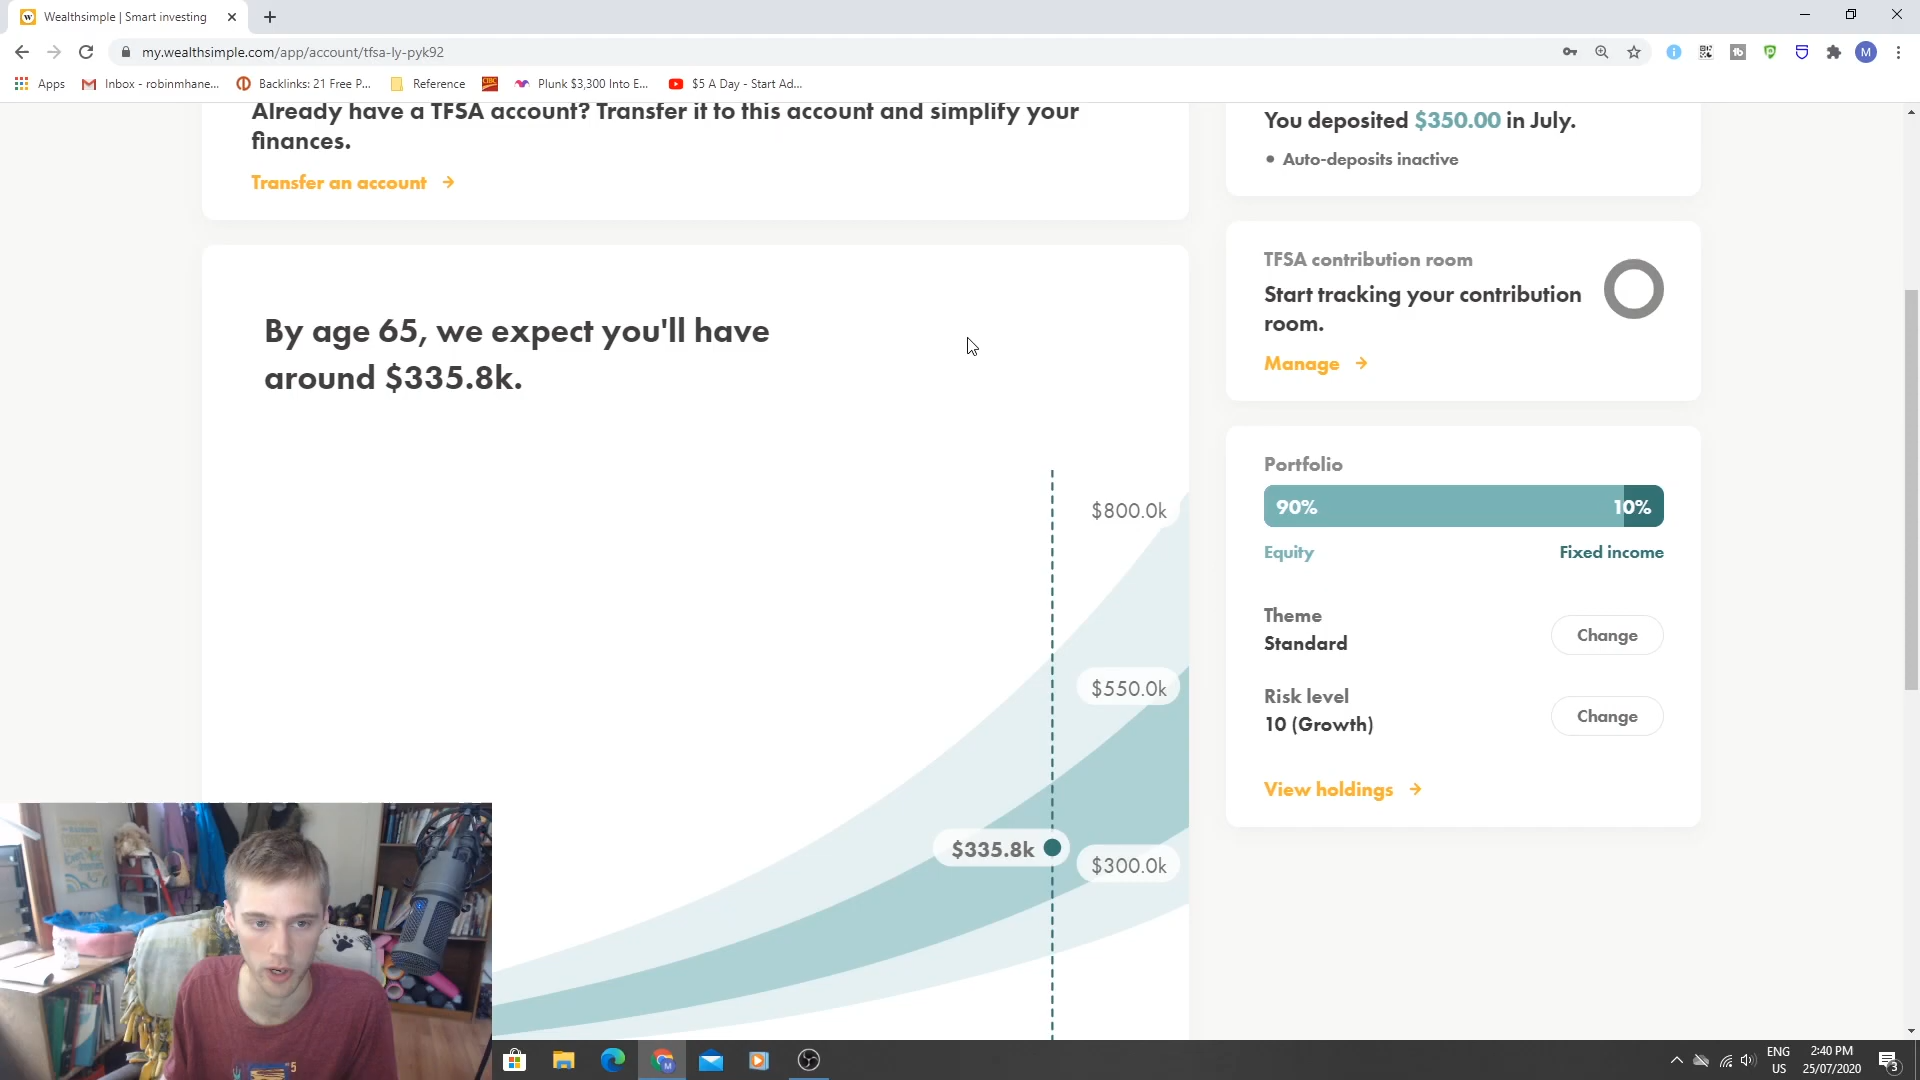 Wealthsimple | Smart investing
my.wealthsimple.com/app/account/tfsa-ly-pyk92
Apps
Inbox - robinmhane...
Backlinks: 21 Free P...
Reference
CIBC
Plunk $3,300 Into E...
$5 A Day - Start Ad...
M
Already have a TFSA account? Transfer it to this account and simplify your
finances.
Transfer an account
By age 65, we expect you'll have
around $335.8k.
$800.0k
$550.0k
$335.8k
$300.0k
You deposited $350.00 in July.
• Auto-deposits inactive
TFSA contribution room
Start tracking your contribution
room.
Manage
Portfolio
90% 10%
Equity Fixed income
Theme
Standard
Change
Risk level
10 (Growth)
Change
View holdings
ENG
US
2:40 PM
25/07/2020
3